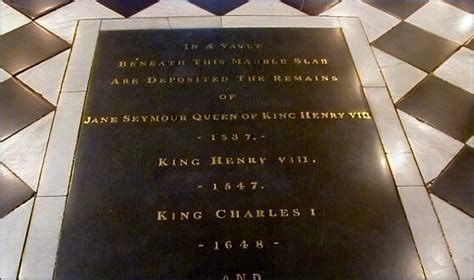 IN A VAULT
BENEATH THIS MARBLE SLAB
ARE DEPOSITED THE REMAINS
OF
JANE SEYMOUR QUEEN OF KING HENRY VIII.
- 1537. -
KING HENRY VIII.
- 1547. -
KING CHARLES I
- 1648 -
AND